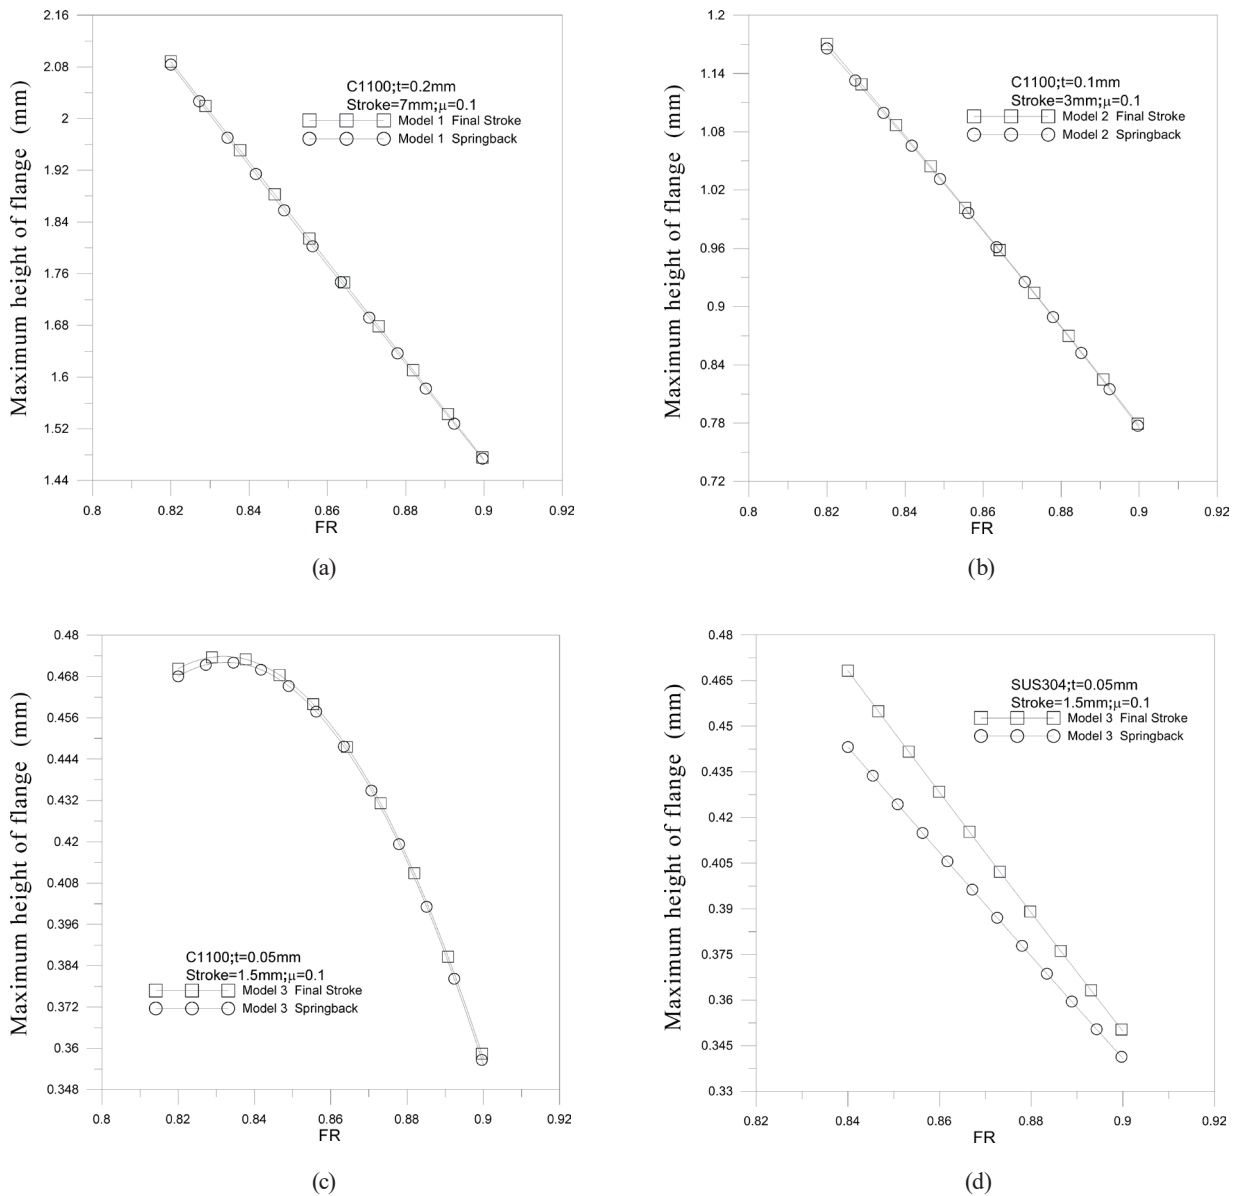 2.16
2.08
2
1.92
1.84
1.76
1.68
1.6
1.52
1.44
Maximum height of flange (mm)
C1100;t=0.2mm
Stroke=7mm;μ=0.1
Model 1 Final Stroke
Model 1 Springback
0.8 0.82 0.84 0.86 0.88 0.9 0.92
FR
(a)
1.2
1.14
1.08
1.02
0.96
0.9
0.84
0.78
0.72
Maximum height of flange (mm)
C1100;t=0.1mm
Stroke=3mm;μ=0.1
Model 2 Final Stroke
Model 2 Springback
0.8 0.82 0.84 0.86 0.88 0.9 0.92
FR
(b)
0.48
0.468
0.456
0.444
0.432
0.42
0.408
0.396
0.384
0.372
0.36
0.348
Maximum height of flange (mm)
C1100;t=0.05mm
Stroke=1.5mm;μ=0.1
Model 3 Final Stroke
Model 3 Springback
0.8 0.82 0.84 0.86 0.88 0.9 0.92
FR
(c)
0.48
0.465
0.45
0.435
0.42
0.405
0.39
0.375
0.36
0.345
0.33
Maximum height of flange (mm)
SUS304;t=0.05mm
Stroke=1.5mm;μ=0.1
Model 3 Final Stroke
Model 3 Springback
0.82 0.84 0.86 0.88 0.9 0.92
FR
(d)